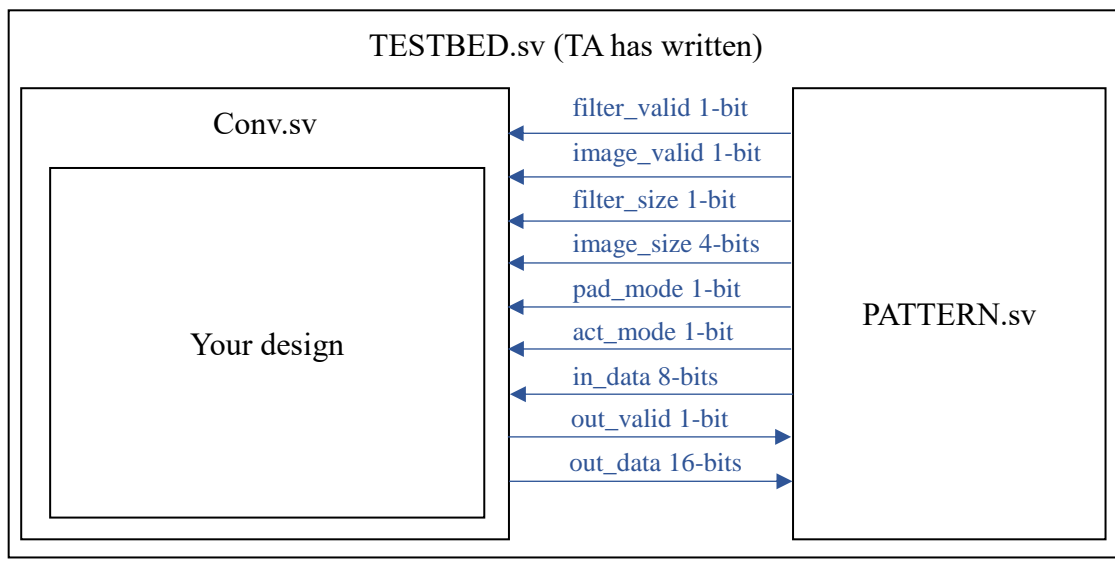 TESTBED.sv (TA has written)
Conv.sv
Your design
filter_valid 1-bit
image_valid 1-bit
filter_size 1-bit
image_size 4-bits
pad_mode 1-bit
act_mode 1-bit
in_data 8-bits
out_valid 1-bit
out_data 16-bits
PATTERN.sv